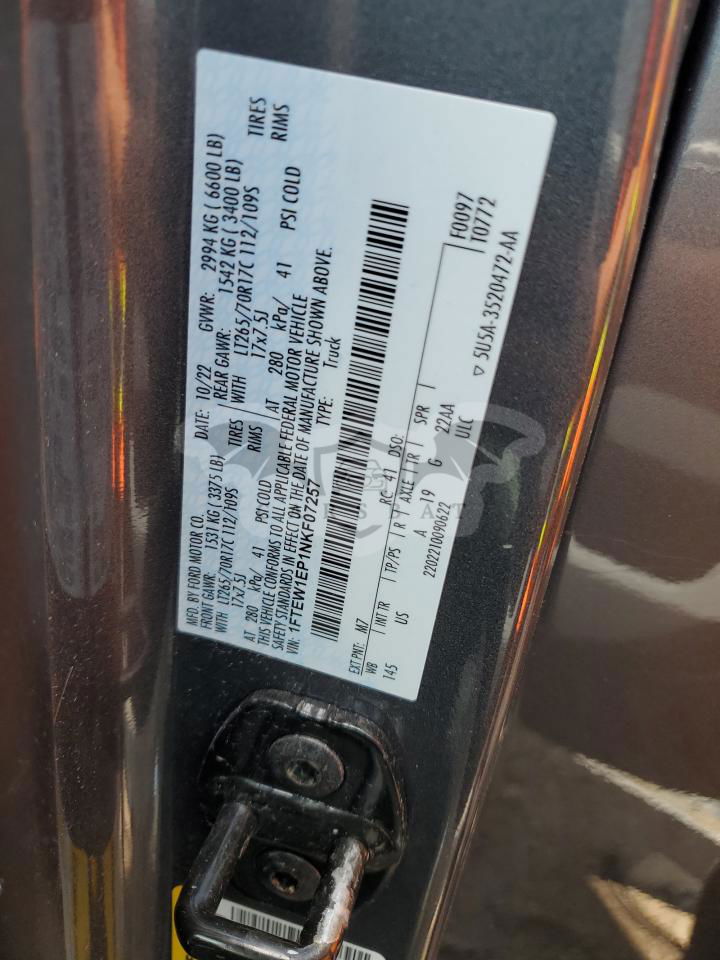 MFD. BY FORD MOTOR CO. DATE: 10/22 GVWR: 2994 KG ( 6600 LB)
FRONT GAWR: 1531 KG (3375 LB) REAR GAWR: 1542 KG ( 3400 LB)
WITH LT265/70R17C 112/109S TIRES WITH LT265/70R17C 112/109S TIRES
17x7.5J RIMS 17x7.5J RIMS
AT 280 kPa/ 41 PSI COLD AT 280 kPa/ 41 PSI COLD
THIS VEHICLE CONFORMS TO ALL APPLICABLE FEDERAL MOTOR VEHICLE
SAFETY STANDARDS IN EFFECT ON THE DATE OF MANUFACTURE SHOWN ABOVE.
VIN: 1FTEW1EP1NKF07257 TYPE: Truck
EXT PNT: M7 RC: 41 DSO: F0097
WB INT TR TP/PS R AXLE TR SPR T0772
145 US A 19 G 22AA
2202210090622 ULC
▽ 5U5A-3520472-AA